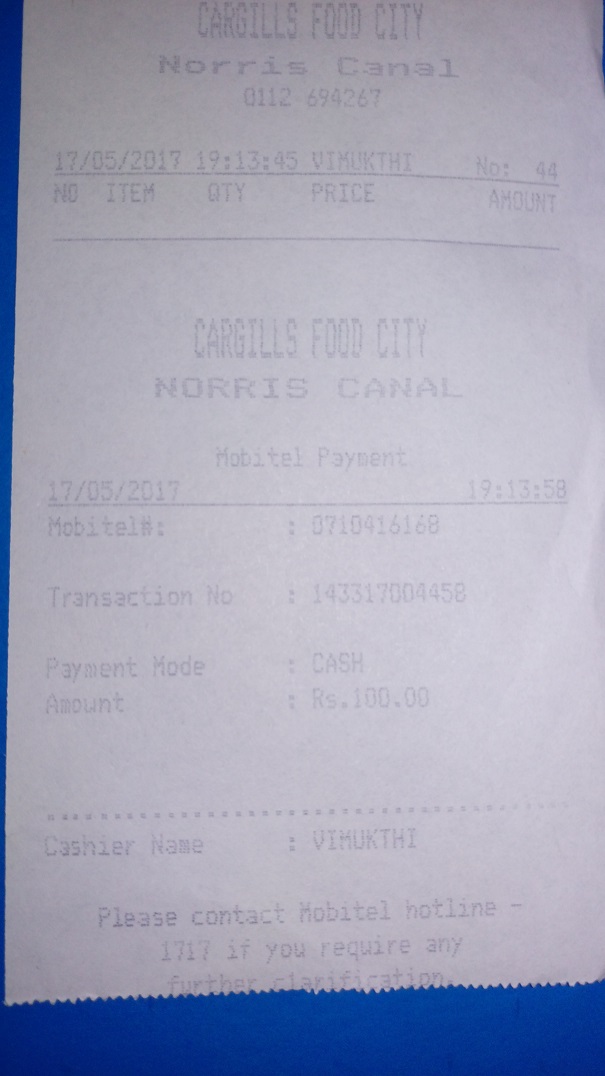 CARGILLS FOOD CITY
Norris Canal
0112 694267
17/05/2017 19:13:45 VIMUKTHI No: 44
NO ITEM QTY PRICE AMOUNT
CARGILLS FOOD CITY
NORRIS CANAL
Mobitel Payment
17/05/2017 19:13:58
Mobitel#: : 0710416168
Transaction No : 143317004458
Payment Mode : CASH
Amount : Rs.100.00
Cashier Name : VIMUKTHI
Please contact Mobitel hotline -
1717 if you require any
further clarification.